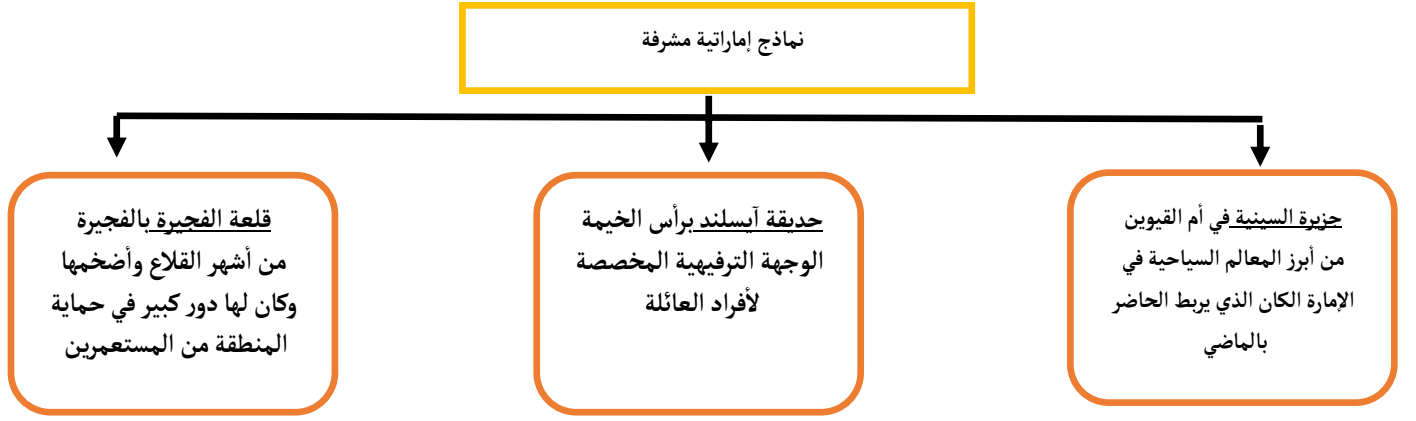 نماذج إماراتية مشرفة
جزيرة السينية في أم القيوين
من أبرز المعالم السياحية في
الإمارة الكان الذي يربط الحاضر
بالماضي
حديقة آيسلند برأس الخيمة
الوجهة الترفيهية المخصصة
لأفراد العائلة
قلعة الفجيرة بالفجيرة
من أشهر القلاع وأضخمها
وكان لها دور كبير في حماية
المنطقة من المستعمرين